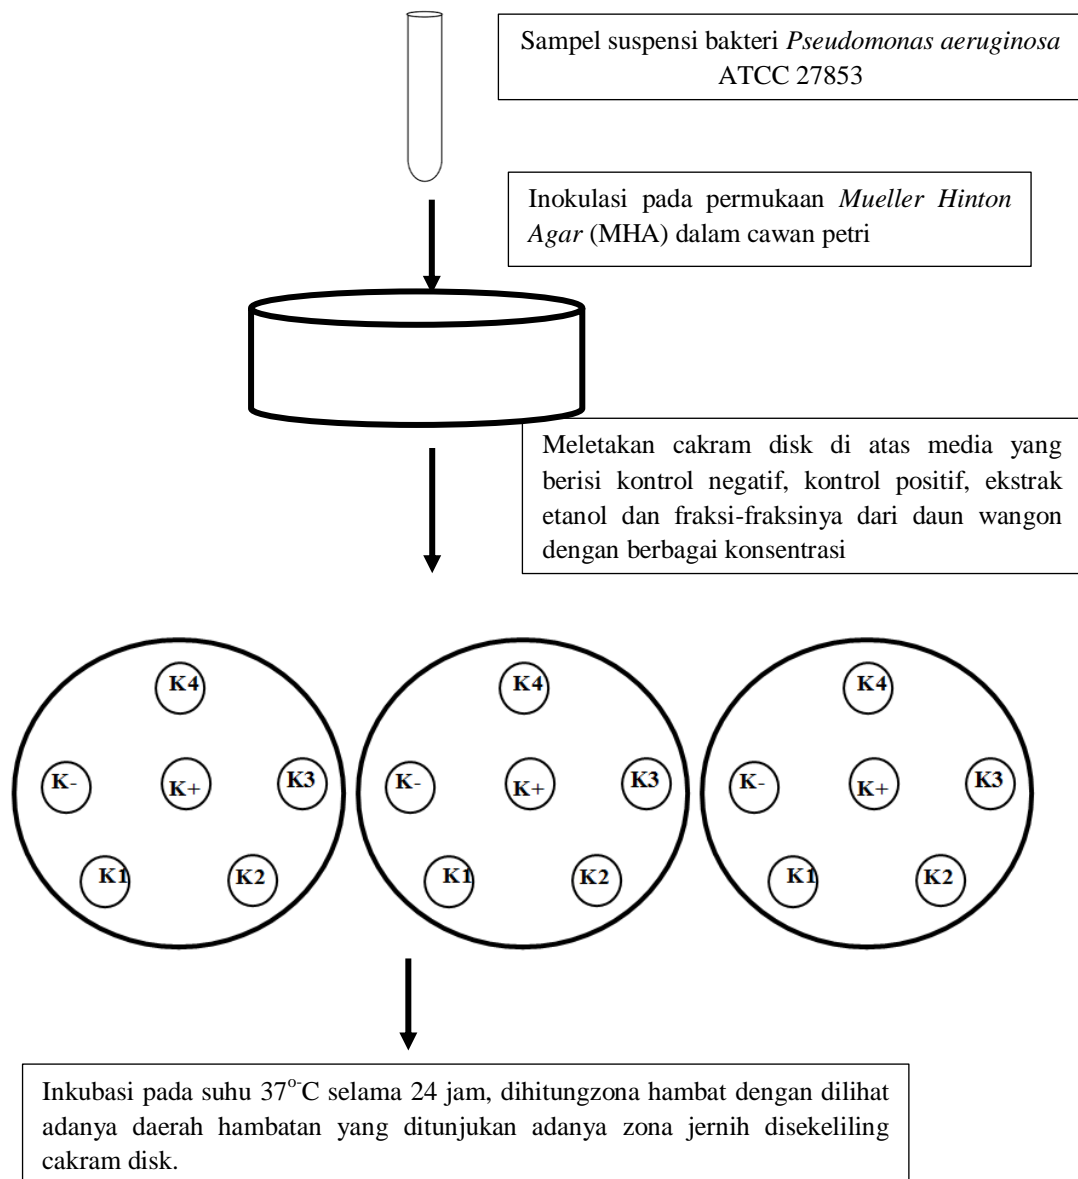 Sampel suspensi bakteri Pseudomonas aeruginosa
ATCC 27853
Inokulasi pada permukaan Mueller Hinton
Agar (MHA) dalam cawan petri
Meletakan cakram disk di atas media yang
berisi kontrol negatif, kontrol positif, ekstrak
etanol dan fraksi-fraksinya dari daun wangon
dengan berbagai konsentrasi
K4
K-
K+
K3
K1
K2
K4
K-
K+
K3
K1
K2
K4
K-
K+
K3
K1
K2
Inkubasi pada suhu 37°-C selama 24 jam, dihitungzona hambat dengan dilihat
adanya daerah hambatan yang ditunjukan adanya zona jernih disekeliling
cakram disk.